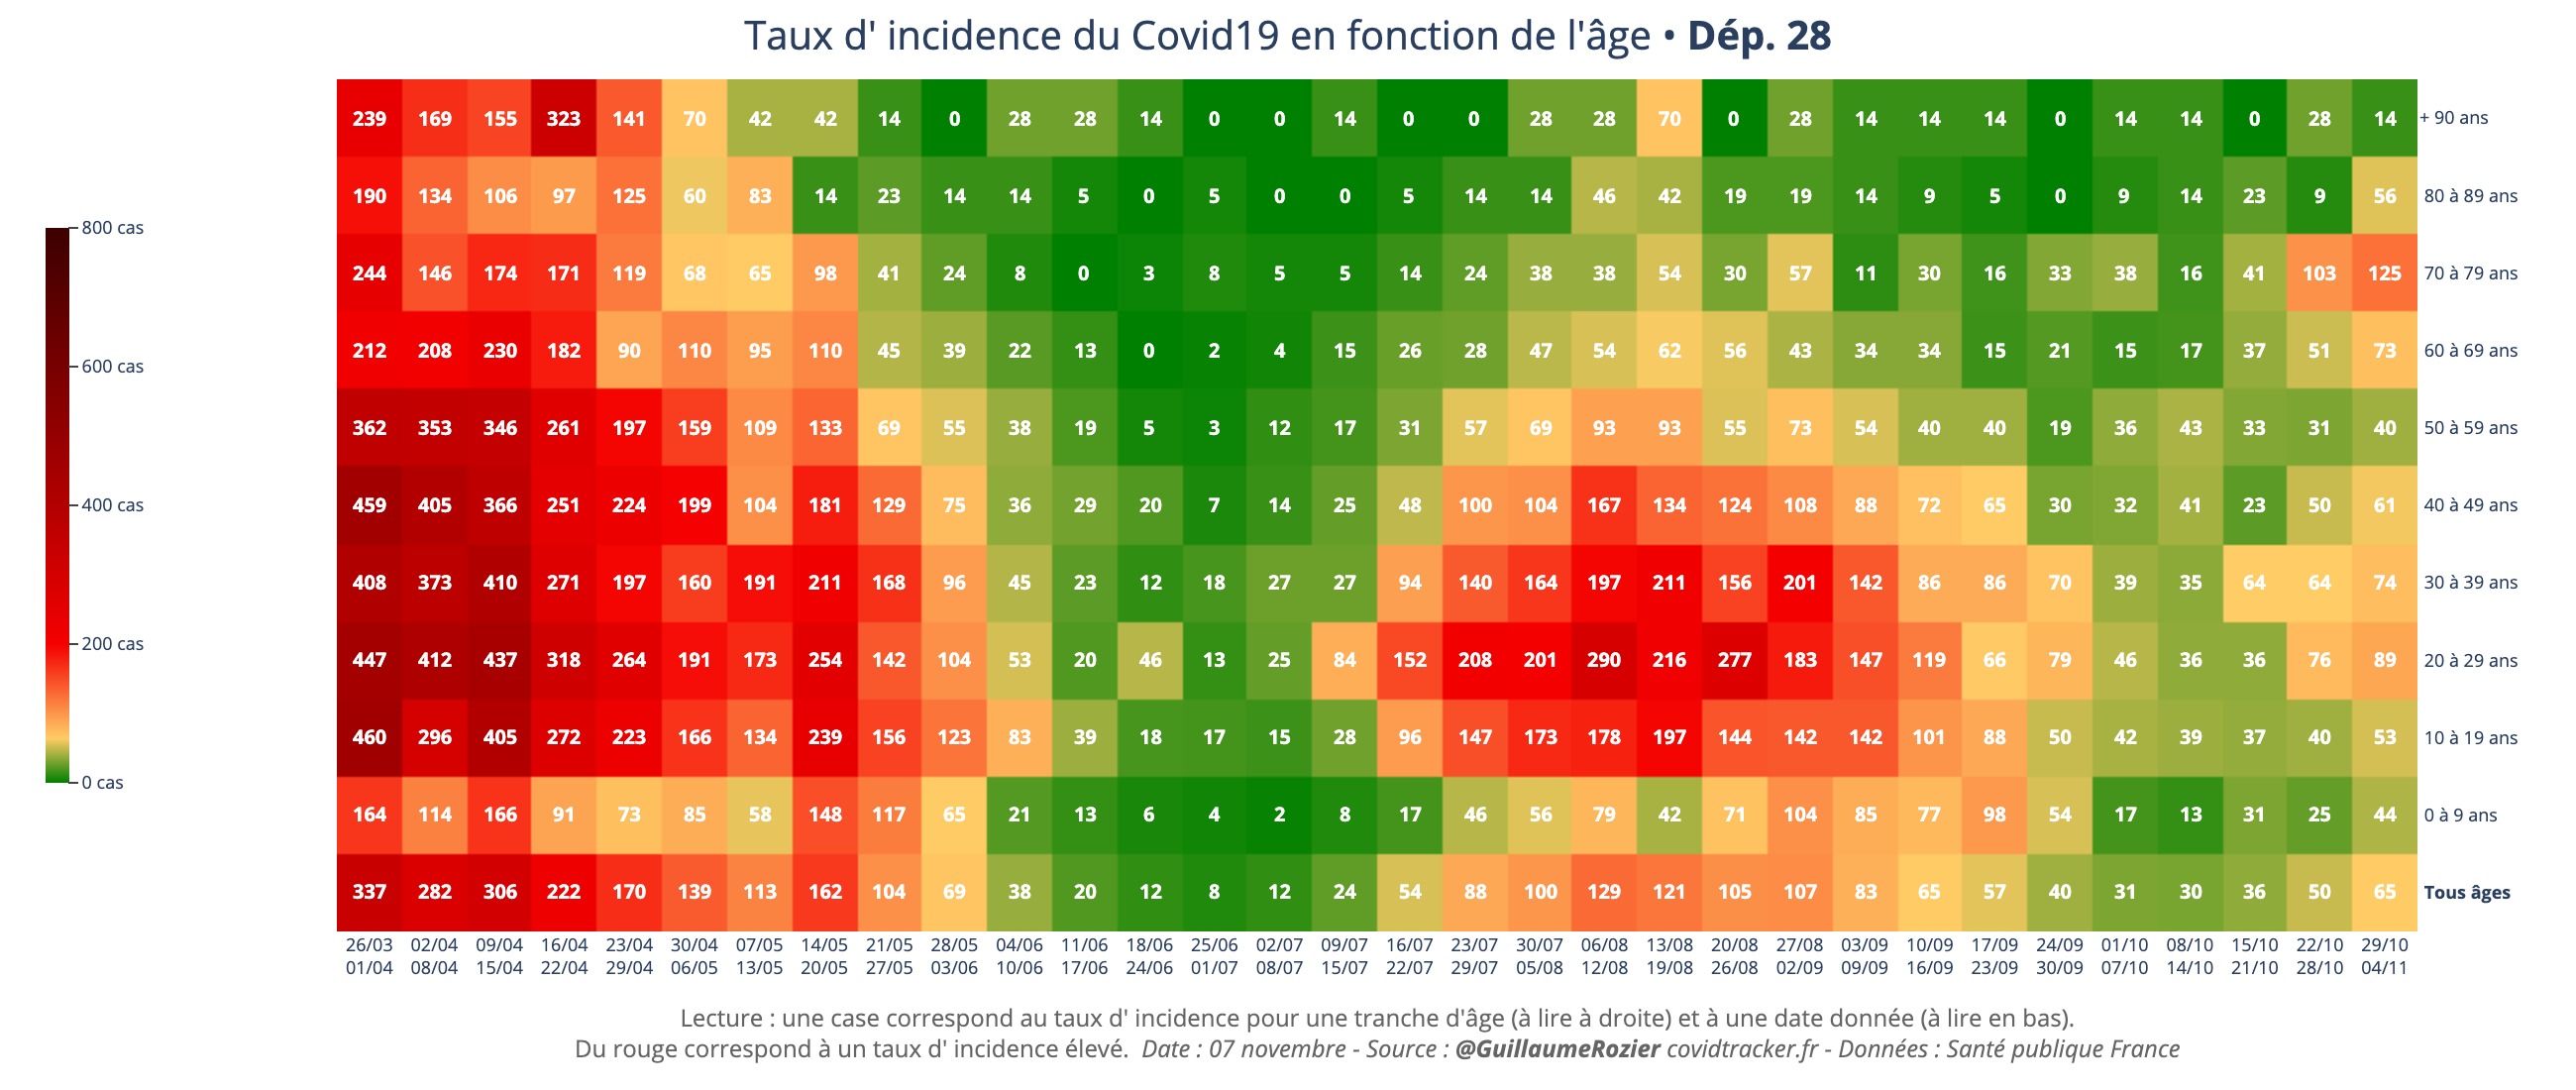 Taux d' incidence du Covid19 en fonction de l'âge • Dép. 28
239 169 155 323 141 70 42 42 14 0 28 28 14 0 0 14 0 0 28 28 70 0 28 14 14 14 0 14 14 0 28 14 + 90 ans
190 134 106 97 125 60 83 14 23 14 14 5 0 5 0 0 5 14 14 46 42 19 19 14 9 5 0 9 14 23 9 56 80 à 89 ans
800 cas
244 146 174 171 119 68 65 98 41 24 8 0 3 8 5 5 14 24 38 38 54 30 57 11 30 16 33 38 16 41 103 125 70 à 79 ans
212 208 230 182 90 110 95 110 45 39 22 13 0 2 4 15 26 28 47 54 62 56 43 34 34 15 21 15 17 37 51 73 60 à 69 ans
600 cas
362 353 346 261 197 159 109 133 69 55 38 19 5 3 12 17 31 57 69 93 93 55 73 54 40 40 19 36 43 33 31 40 50 à 59 ans
400 cas
459 405 366 251 224 199 104 181 129 75 36 29 20 7 14 25 48 100 104 167 134 124 108 88 72 65 30 32 41 23 50 61 40 à 49 ans
408 373 410 271 197 160 191 211 168 96 45 23 12 18 27 27 94 140 164 197 211 156 201 142 86 86 70 39 35 64 64 74 30 à 39 ans
200 cas
447 412 437 318 264 191 173 254 142 104 53 20 46 13 25 84 152 208 201 290 216 277 183 147 119 66 79 46 36 36 76 89 20 à 29 ans
460 296 405 272 223 166 134 239 156 123 83 39 18 17 15 28 96 147 173 178 197 144 142 142 101 88 50 42 39 37 40 53 10 à 19 ans
0 cas
164 114 166 91 73 85 58 148 117 65 21 13 6 4 2 8 17 46 56 79 42 71 104 85 77 98 54 17 13 31 25 44 0 à 9 ans
337 282 306 222 170 139 113 162 104 69 38 20 12 8 12 24 54 88 100 129 121 105 107 83 65 57 40 31 30 36 50 65 Tous âges
26/03 02/04 09/04 16/04 23/04 30/04 07/05 14/05 21/05 28/05 04/06 11/06 18/06 25/06 02/07 09/07 16/07 23/07 30/07 06/08 13/08 20/08 27/08 03/09 10/09 17/09 24/09 01/10 08/10 15/10 22/10 29/10
01/04 08/04 15/04 22/04 29/04 06/05 13/05 20/05 27/05 03/06 10/06 17/06 24/06 01/07 08/07 15/07 22/07 29/07 05/08 12/08 19/08 26/08 02/09 09/09 16/09 23/09 30/09 07/10 14/10 21/10 28/10 04/11
Lecture : une case correspond au taux d' incidence pour une tranche d'âge (à lire à droite) et à une date donnée (à lire en bas).
Du rouge correspond à un taux d' incidence élevé. Date : 07 novembre - Source : @GuillaumeRozier covidtracker.fr - Données : Santé publique France